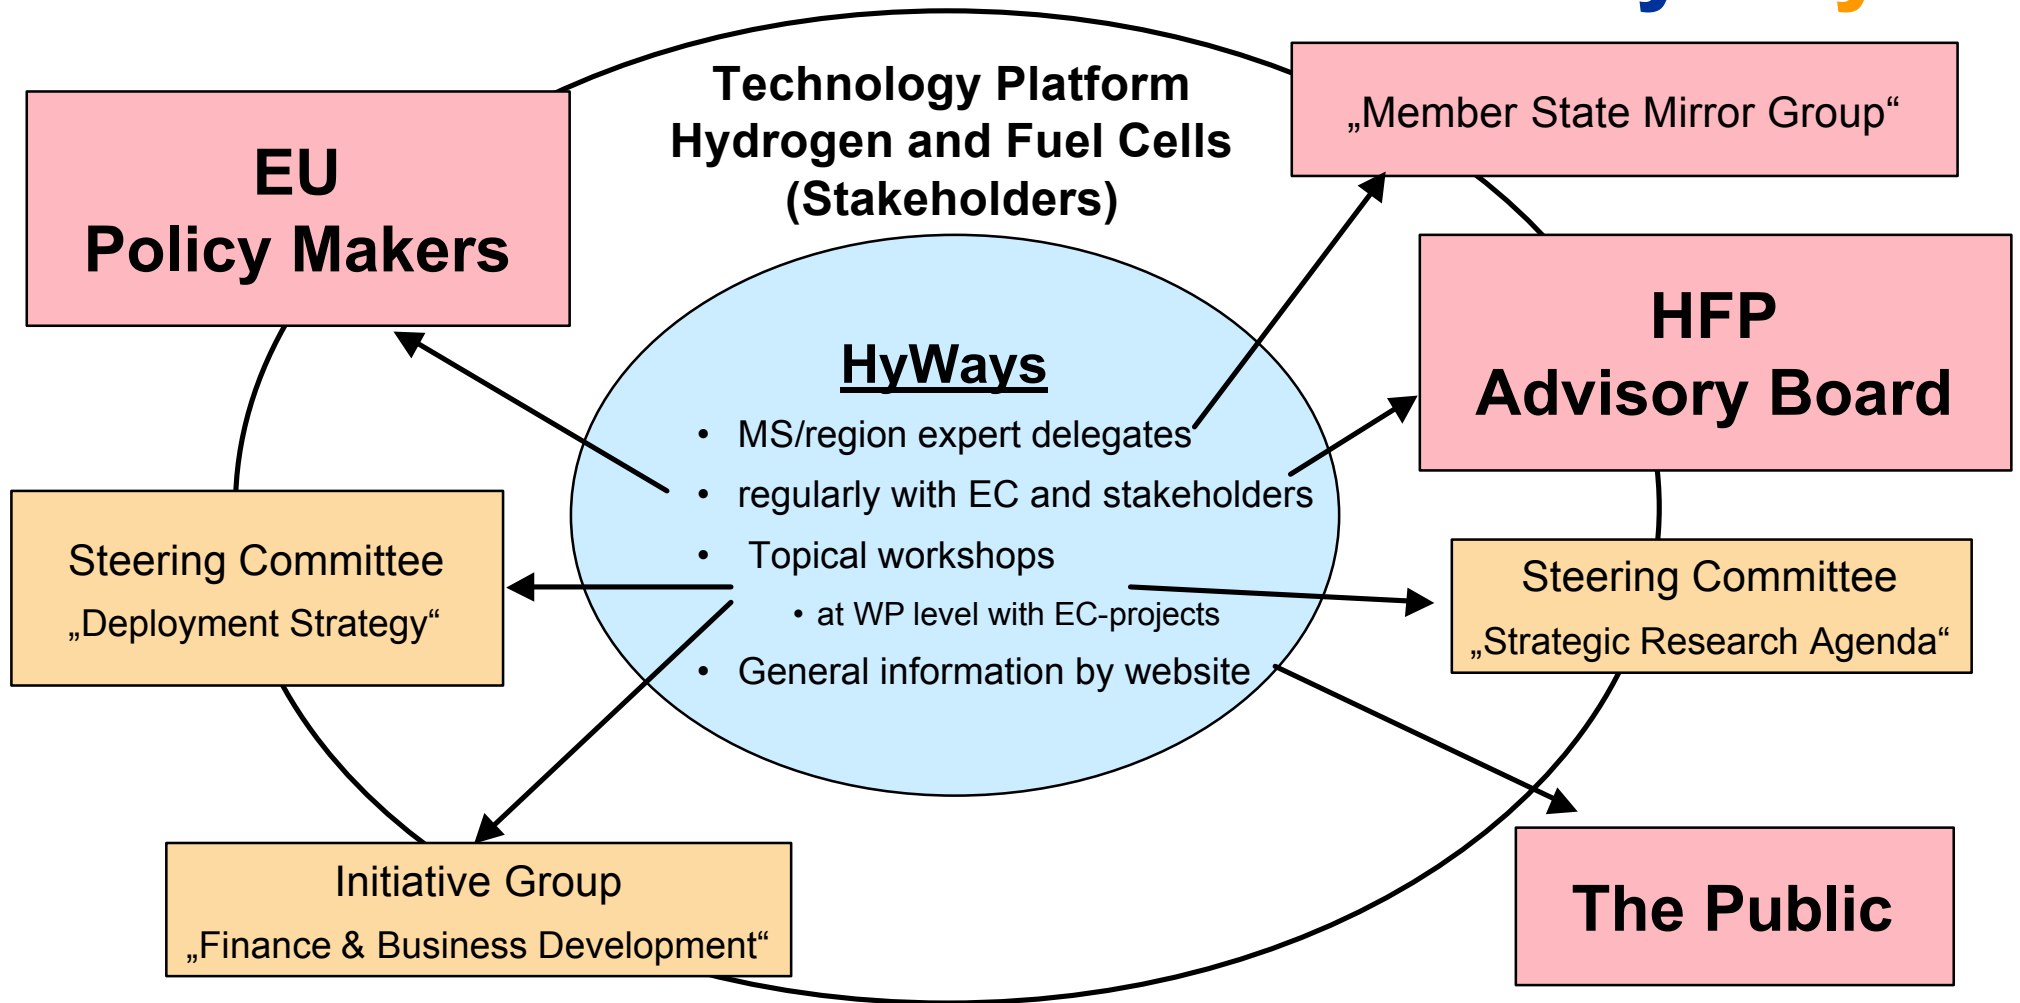 Technology Platform
Hydrogen and Fuel Cells
(Stakeholders)
„Member State Mirror Group“
EU
Policy Makers
HFP
Advisory Board
HyWays
• MS/region expert delegates
• regularly with EC and stakeholders
• Topical workshops
• at WP level with EC-projects
• General information by website
Steering Committee
„Deployment Strategy“
Steering Committee
„Strategic Research Agenda“
Initiative Group
„Finance & Business Development“
The Public